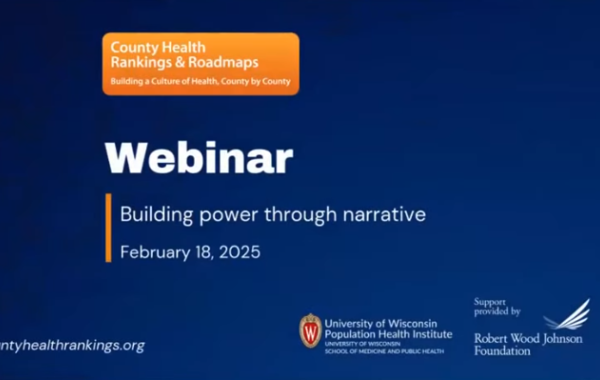 County Health
Rankings & Roadmaps
Building a Culture of Health, County by County
Webinar
Building power through narrative
February 18, 2025
ntyhealthrankings.org
W
University of Wisconsin
Population Health Institute
UNIVERSITY OF WISCONSIN
SCHOOL OF MEDICINE AND PUBLIC HEALTH
Support
provided by
Robert Wood Johnson
Foundation